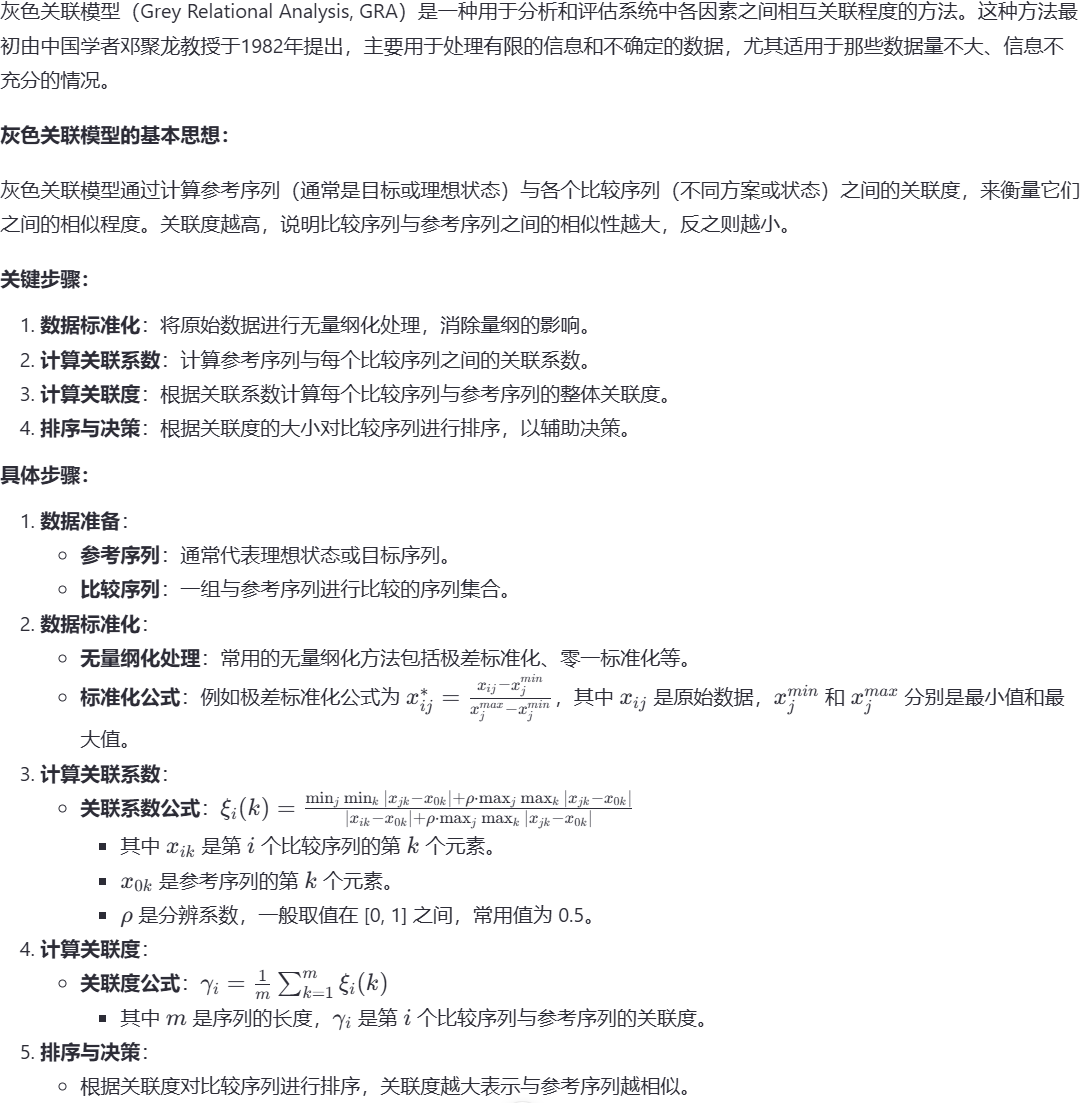 灰色关联模型（Grey Relational Analysis, GRA）是一种用于分析和评估系统中各因素之间相互关联程度的方法。这种方法最
初由中国学者邓聚龙教授于1982年提出，主要用于处理有限的信息和不确定的数据，尤其适用于那些数据量不大、信息不
充分的情况。
灰色关联模型的基本思想：
灰色关联模型通过计算参考序列（通常是目标或理想状态）与各个比较序列（不同方案或状态）之间的关联度，来衡量它们
之间的相似程度。关联度越高，说明比较序列与参考序列之间的相似性越大，反之则越小。
关键步骤：
1. 数据标准化：将原始数据进行无量纲化处理，消除量纲的影响。
2. 计算关联系数：计算参考序列与每个比较序列之间的关联系数。
3. 计算关联度：根据关联系数计算每个比较序列与参考序列的整体关联度。
4. 排序与决策：根据关联度的大小对比较序列进行排序，以辅助决策。
具体步骤：
1. 数据准备：
◦ 参考序列：通常代表理想状态或目标序列。
◦ 比较序列：一组与参考序列进行比较的序列集合。
2. 数据标准化：
◦ 无量纲化处理：常用的无量纲化方法包括极差标准化、零一标准化等。
◦ 标准化公式：例如极差标准化公式为 $x_{ij}^{*} = \frac{x_{ij}-x_j^{min}}{x_j^{max}-x_j^{min}}$，其中 $x_{ij}$ 是原始数据，$x_j^{min}$ 和 $x_j^{max}$ 分别是最小值和最
大值。
3. 计算关联系数：
◦ 关联系数公式：$\xi_i(k) = \frac{\min_j \min_k |x_{jk}-x_{0k}|+\rho\cdot\max_j \max_k |x_{jk}-x_{0k}|}{|x_{ik}-x_{0k}|+\rho\cdot\max_j \max_k |x_{jk}-x_{0k}|}$
▪ 其中 $x_{ik}$ 是第 $i$ 个比较序列的第 $k$ 个元素。
▪ $x_{0k}$ 是参考序列的第 $k$ 个元素。
▪ $\rho$ 是分辨系数，一般取值在 [0, 1] 之间，常用值为 0.5。
4. 计算关联度：
◦ 关联度公式：$\gamma_i = \frac{1}{m} \sum_{k=1}^{m} \xi_i(k)$
▪ 其中 $m$ 是序列的长度，$\gamma_i$ 是第 $i$ 个比较序列与参考序列的关联度。
5. 排序与决策：
◦ 根据关联度对比较序列进行排序，关联度越大表示与参考序列越相似。